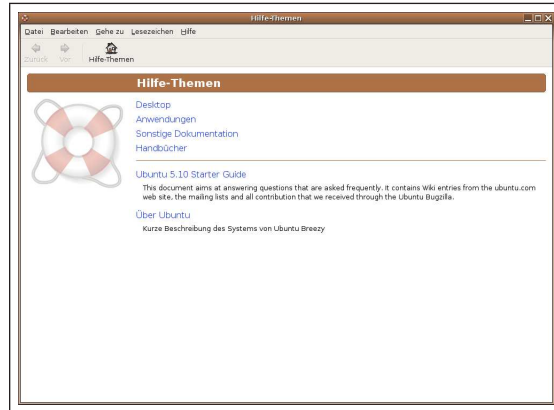 Hilfe-Themen
Datei Bearbeiten Gehe zu Lesezeichen Hilfe
Zurück Vor Hilfe-Themen
Hilfe-Themen
Desktop
Anwendungen
Sonstige Dokumentation
Handbücher
Ubuntu 5.10 Starter Guide
This document aims at answering questions that are asked frequently. It contains Wiki entries from the ubuntu.com
web site, the mailing lists and all contribution that we received through the Ubuntu Bugzilla.
Über Ubuntu
Kurze Beschreibung des Systems von Ubuntu Breezy